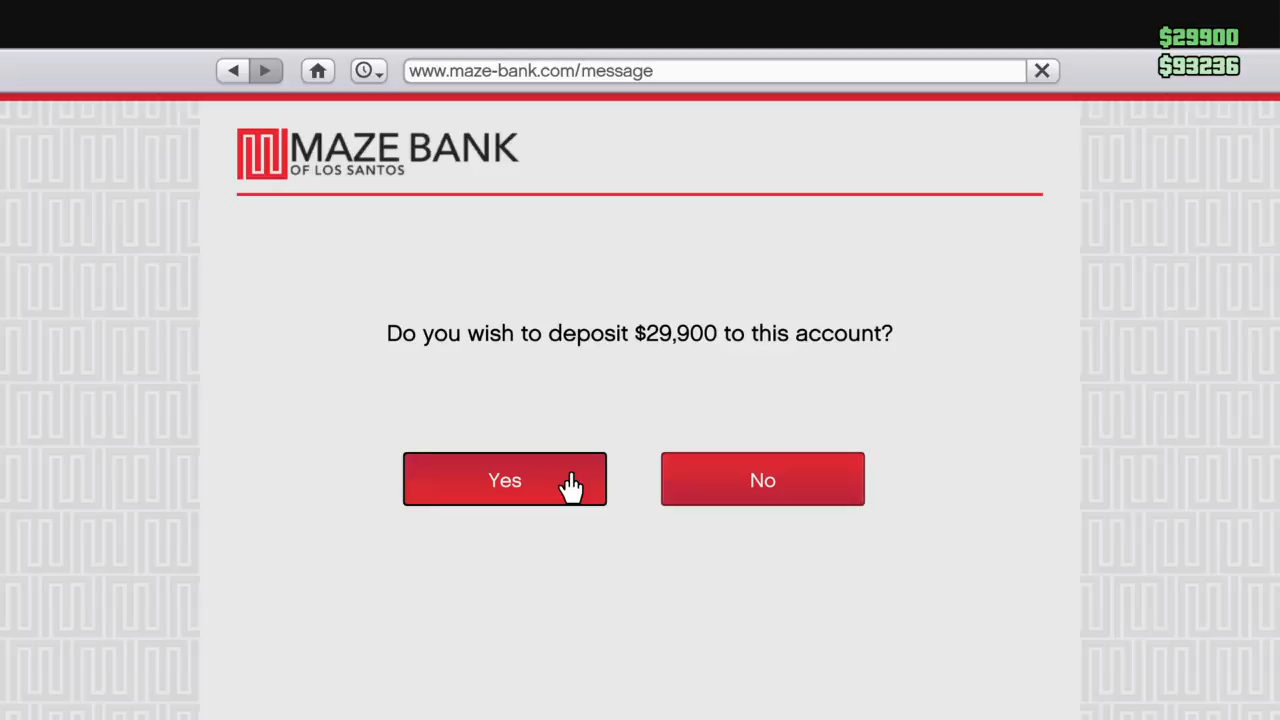 $29900
$93236
www.maze-bank.com/message
MAZE BANK
OF LOS SANTOS
Do you wish to deposit $29,900 to this account?
Yes
No